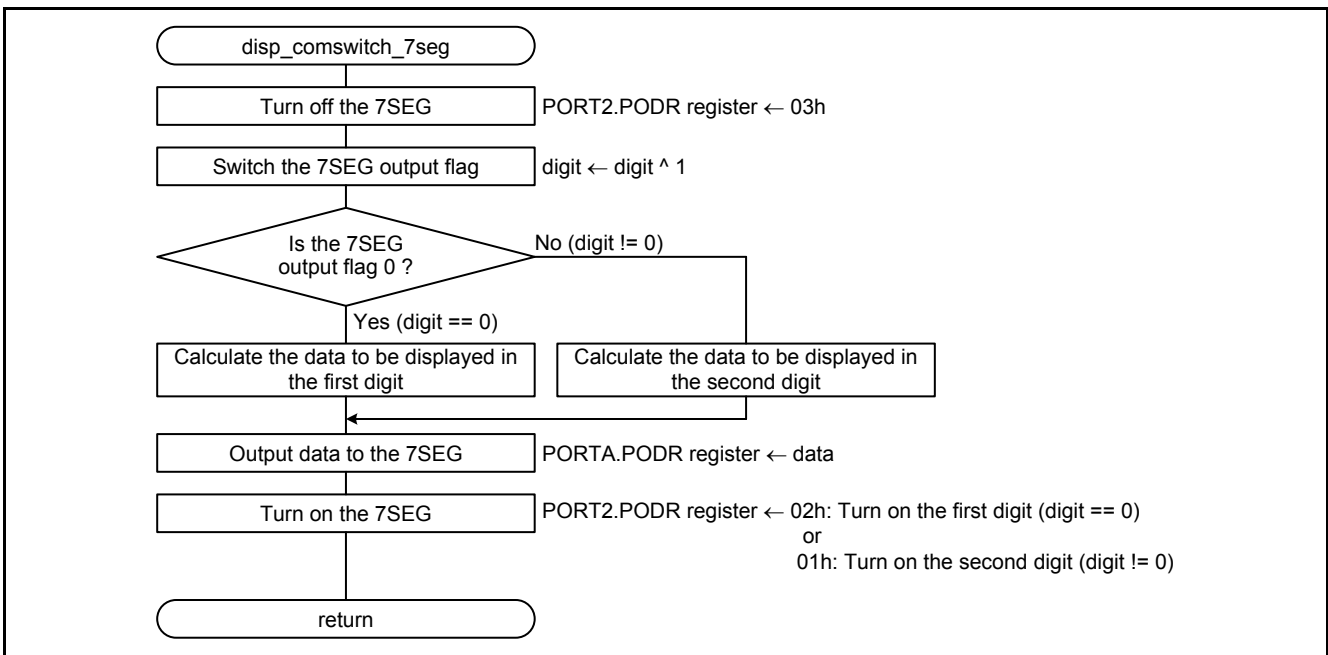 disp_comswitch_7seg
Turn off the 7SEG
PORT2.PODR register ← 03h
Switch the 7SEG output flag
digit ← digit ^ 1
Is the 7SEG
output flag 0 ?
No (digit != 0)
Yes (digit == 0)
Calculate the data to be displayed in
the first digit
Calculate the data to be displayed in
the second digit
Output data to the 7SEG
PORTA.PODR register ← data
Turn on the 7SEG
PORT2.PODR register ← 02h: Turn on the first digit (digit == 0)
or
01h: Turn on the second digit (digit != 0)
return